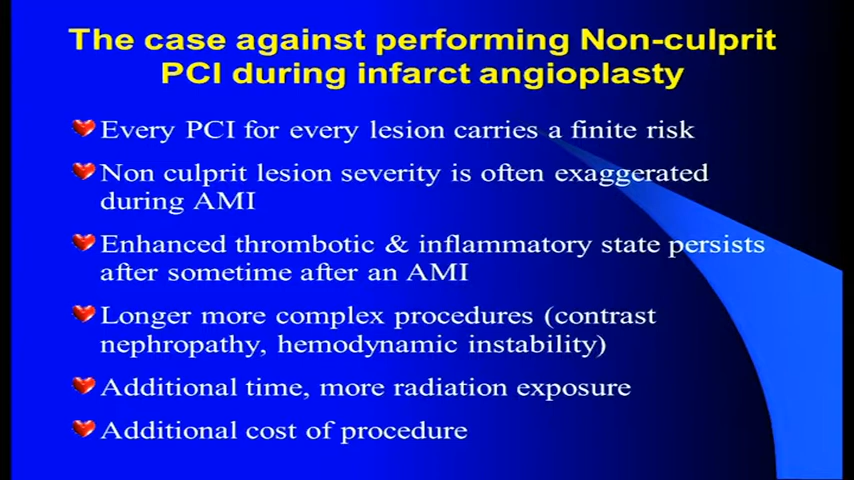 The case against performing Non-culprit
PCI during infarct angioplasty
Every PCI for every lesion carries a finite risk
Non culprit lesion severity is often exaggerated
during AMI
Enhanced thrombotic & inflammatory state persists
after sometime after an AMI
Longer more complex procedures (contrast
nephropathy, hemodynamic instability)
Additional time, more radiation exposure
Additional cost of procedure